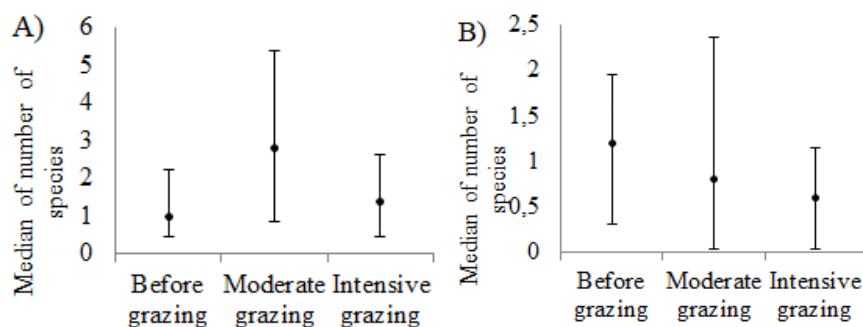 A)
Median of number of
species
6
5
4
3
2
1
0
Before
grazing
Moderate
grazing
Intensive
grazing
B)
Median of number of
species
2,5
2
1,5
1
0,5
0
Before
grazing
Moderate
grazing
Intensive
grazing